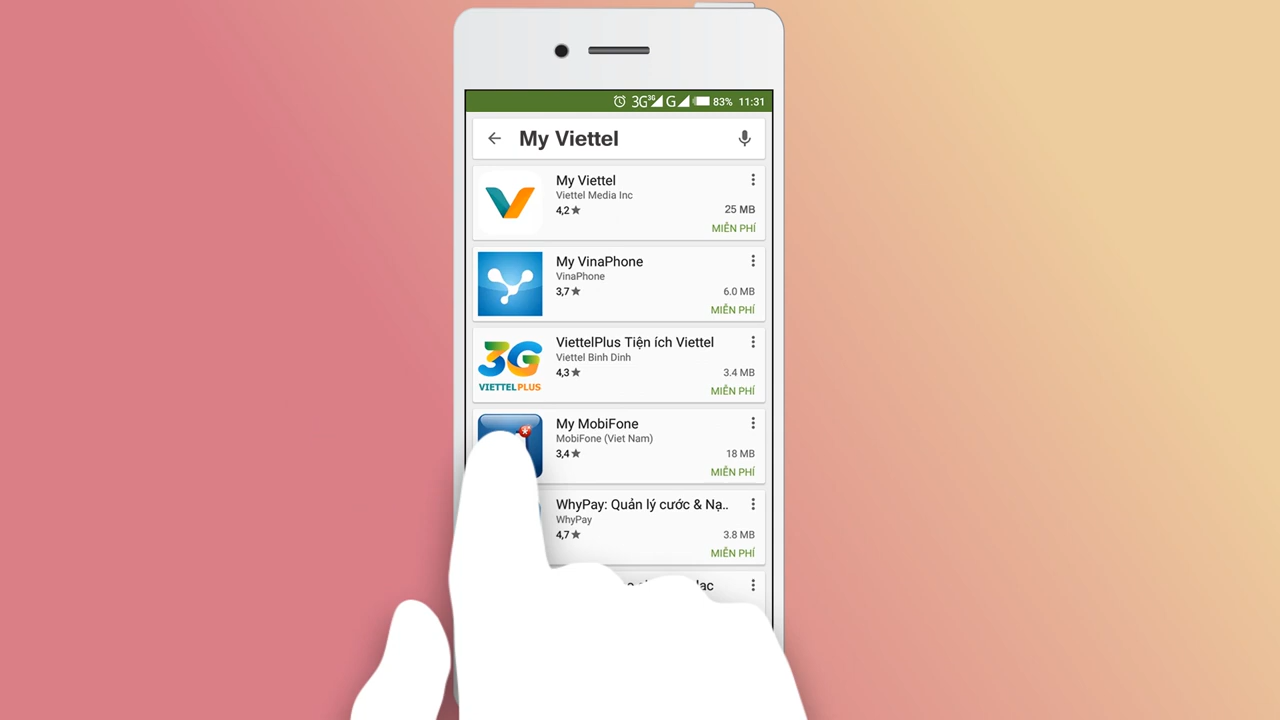 3G 3G G 83% 11:31
My Viettel
My Viettel
Viettel Media Inc
4,2★
25 MB
MIỄN PHÍ
My VinaPhone
VinaPhone
3,7★
6.0 MB
MIỄN PHÍ
ViettelPlus Tiện ích Viettel
3G
Viettel Binh Dinh
4,3★
3.4 MB
VIETTEL PLUS
MIỄN PHÍ
My MobiFone
MobiFone (Viet Nam)
3,4★
18 MB
MIỄN PHÍ
WhyPay: Quản lý cước & Nạ..
WhyPay
4,7★
3.8 MB
MIỄN PHÍ